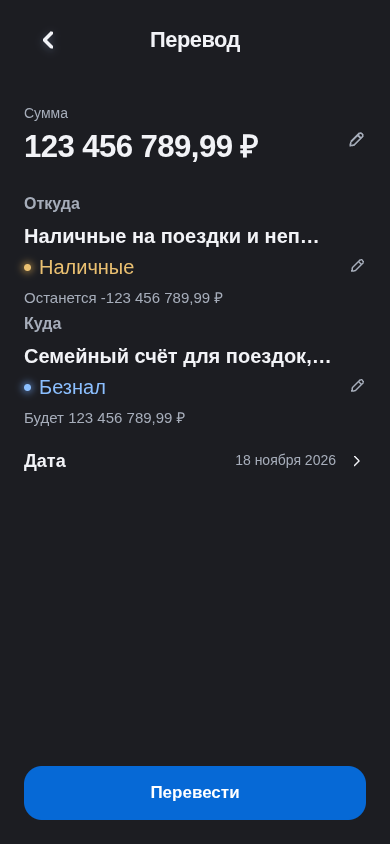 Перевод
Сумма
123 456 789,99 ₽
Откуда
Наличные на поездки и неп…
Наличные
Останется -123 456 789,99 ₽
Куда
Семейный счёт для поездок,…
Безнал
Будет 123 456 789,99 ₽
Дата
18 ноября 2026
Перевести